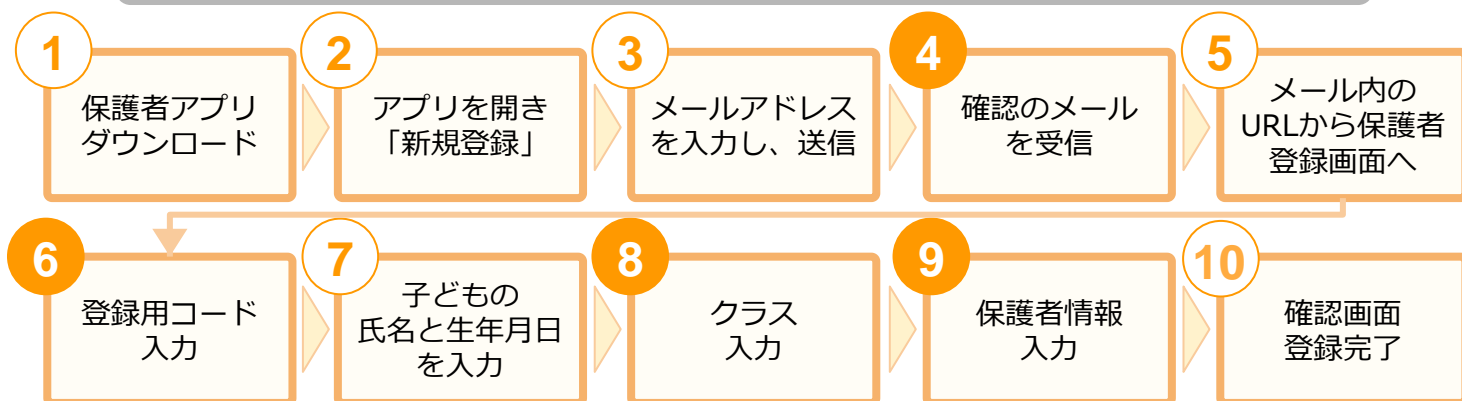 1
保護者アプリ
ダウンロード
2
アプリを開き
「新規登録」
3
メールアドレス
を入力し、送信
4
確認のメール
を受信
5
メール内の
URLから保護者
登録画面へ
6
登録用コード
入力
7
子どもの
氏名と生年月日
を入力
8
クラス
入力
9
保護者情報
入力
10
確認画面
登録完了